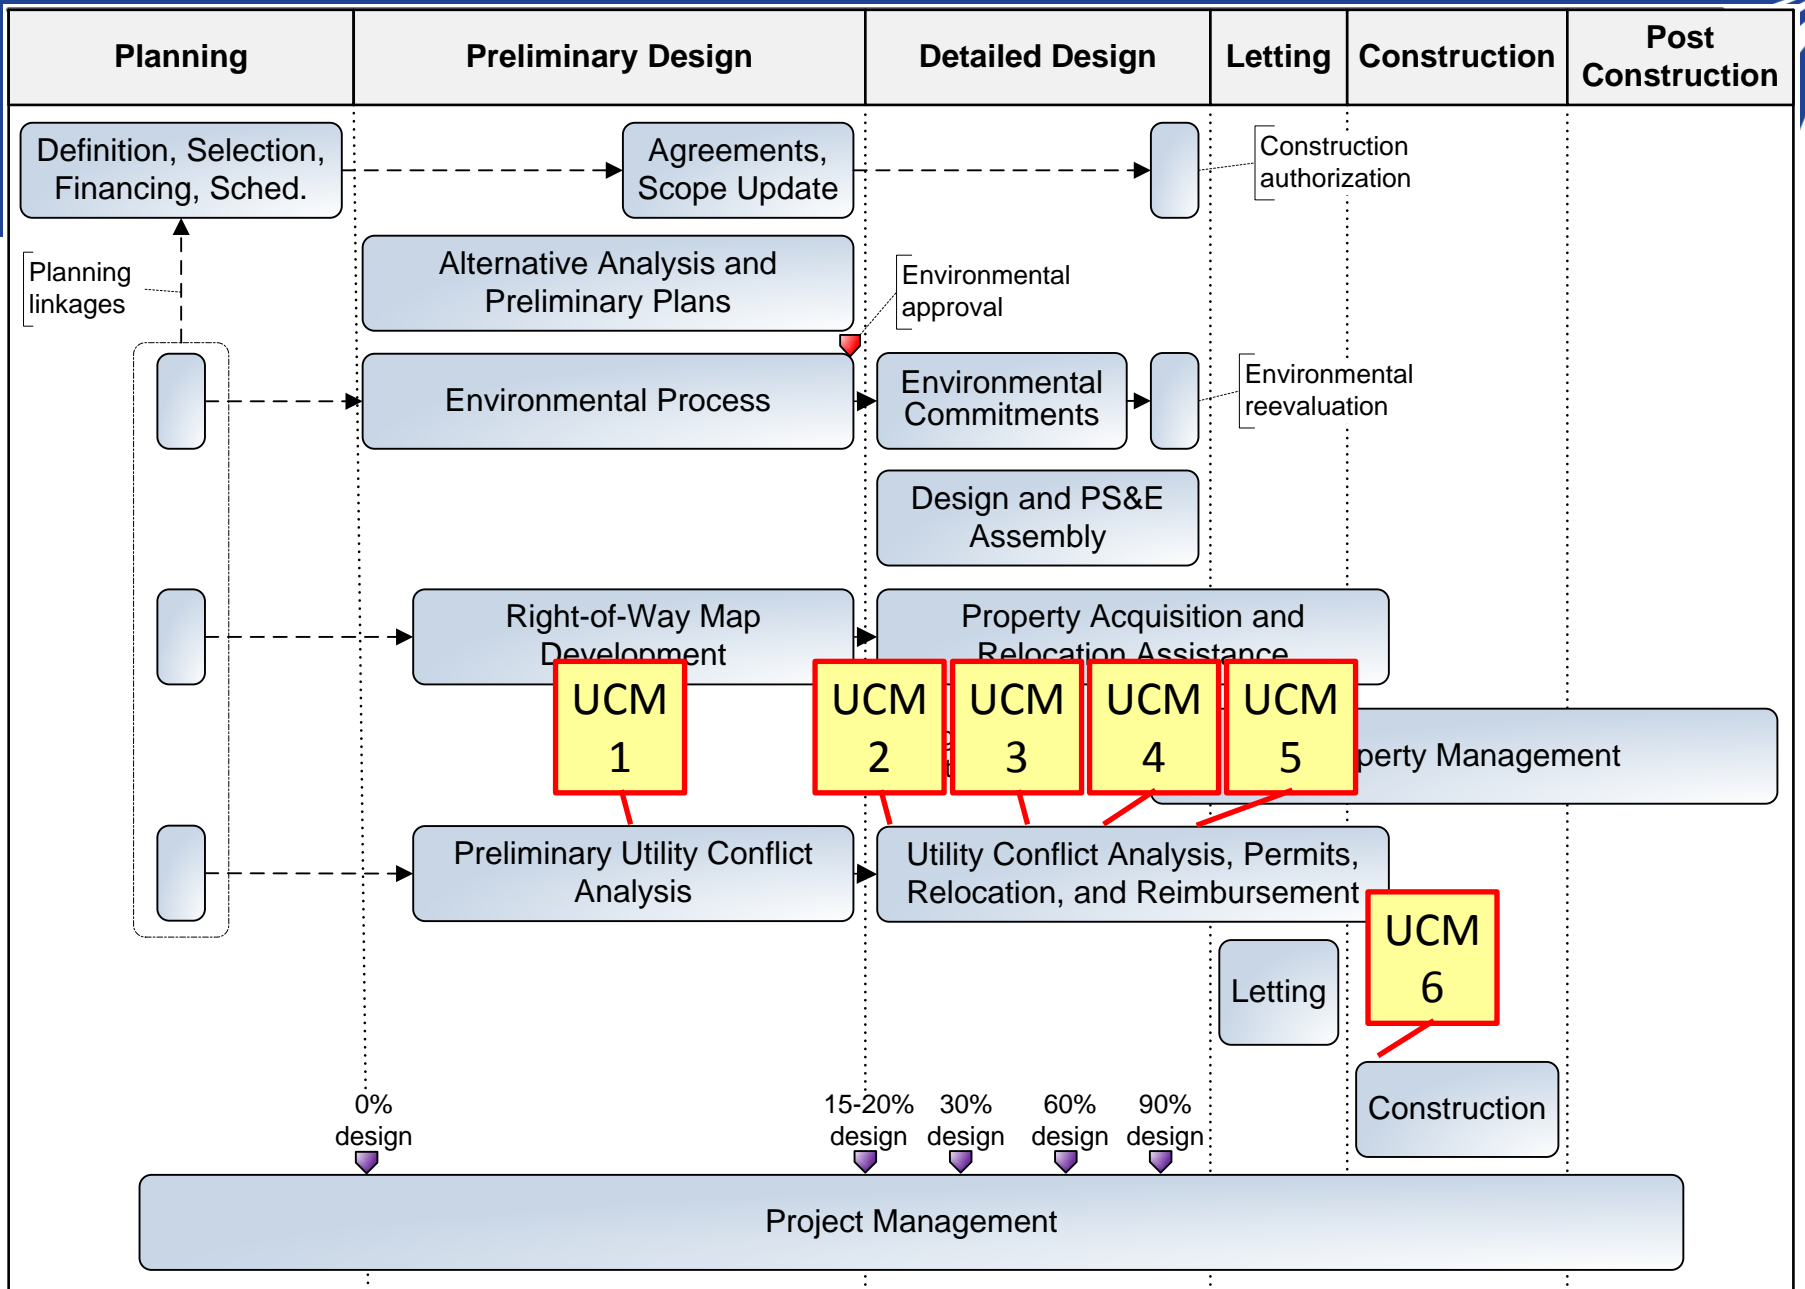 Planning
Preliminary Design
Detailed Design
Letting
Construction
Post
Construction
Definition, Selection,
Financing, Sched.
Agreements,
Scope Update
Construction
authorization
Planning
linkages
Alternative Analysis and
Preliminary Plans
Environmental
approval
Environmental Process
Environmental
Commitments
Environmental
reevaluation
Design and PS&E
Assembly
Right-of-Way Map
Development
Property Acquisition and
Relocation Assistance
UCM
1
UCM
2
UCM
3
UCM
4
UCM
5
perty Management
Preliminary Utility Conflict
Analysis
Utility Conflict Analysis, Permits,
Relocation, and Reimbursement
UCM
6
Letting
Construction
0%
design
15-20%
design
30%
design
60%
design
90%
design
Project Management